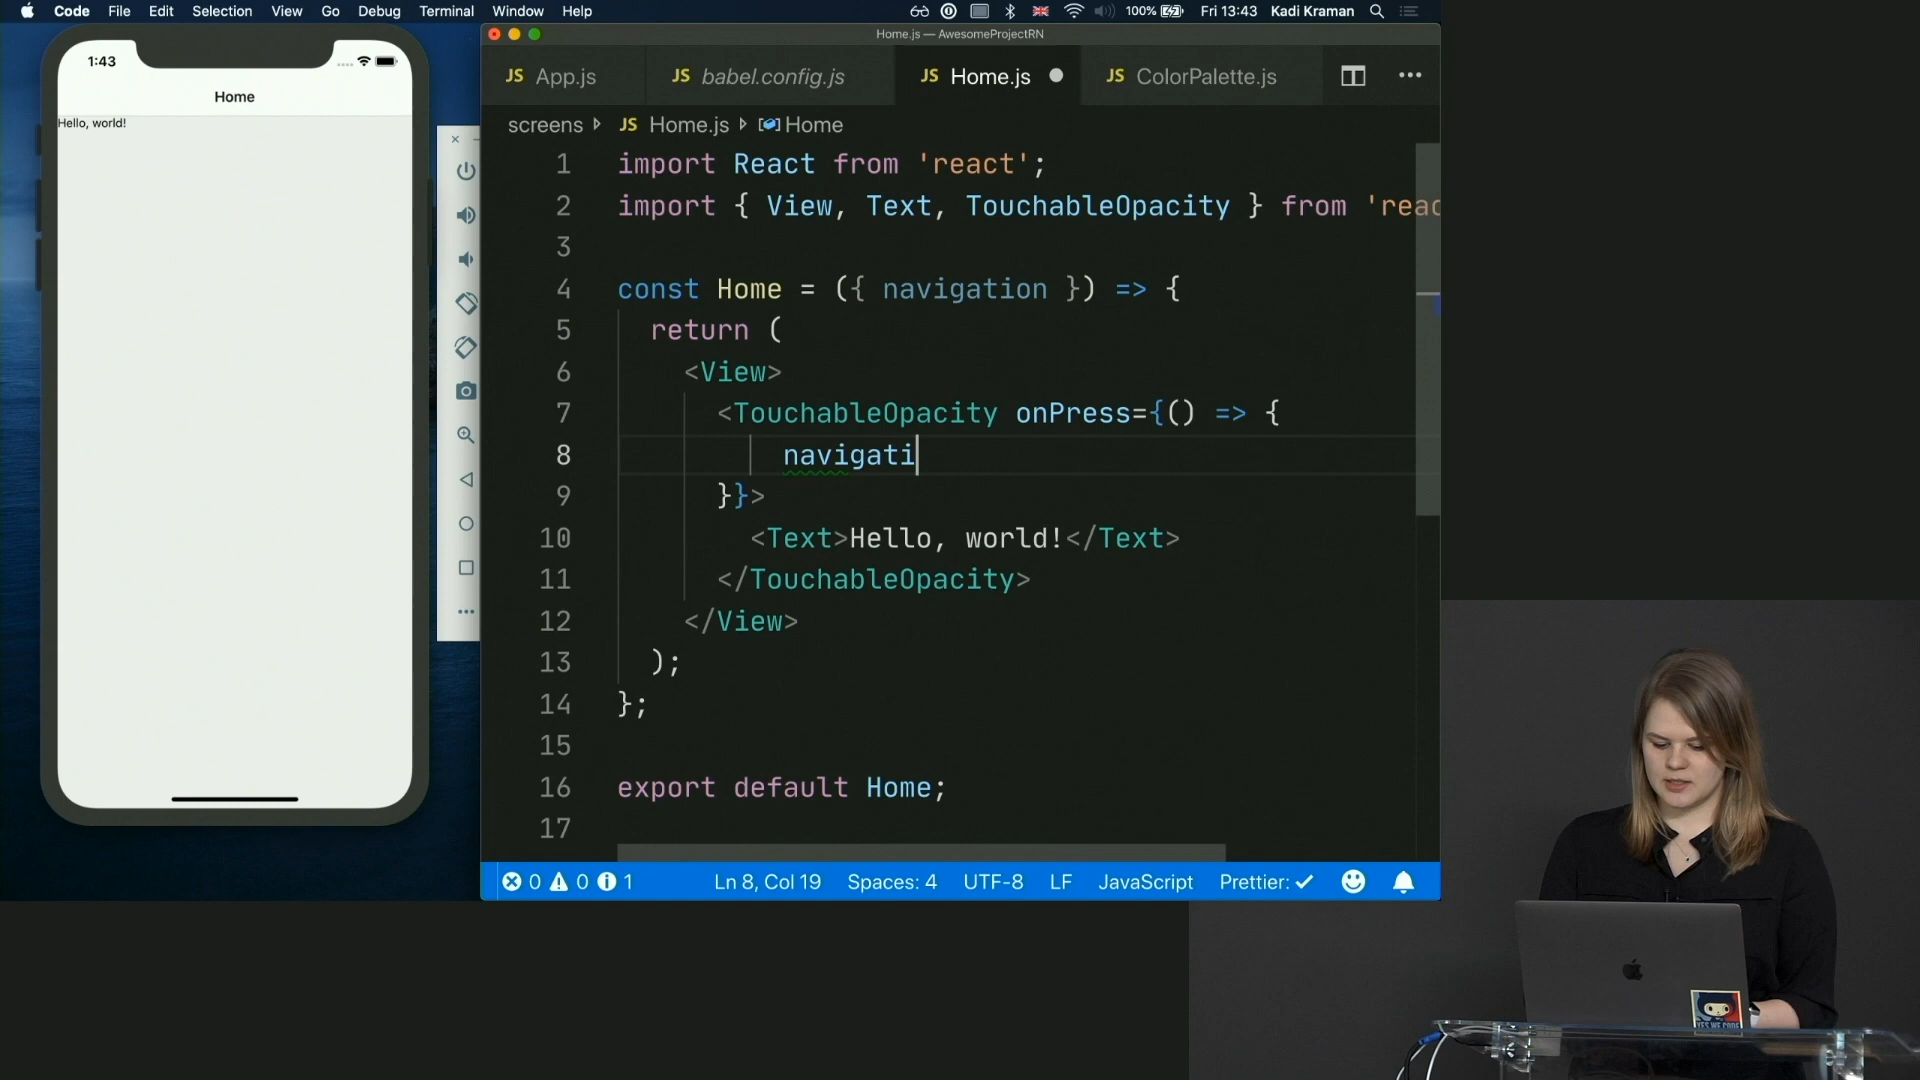 Code File Edit Selection View Go Debug Terminal Window Help 100% Fri 13:43 Kadi Kraman
Home.js — AwesomeProjectRN
1:43
Home
Hello, world!
JS App.js JS babel.config.js JS Home.js JS ColorPalette.js
screens JS Home.js Home
1 import React from 'react';
2 import { View, Text, TouchableOpacity } from 'reac
3
4 const Home = ({ navigation }) => {
5 return (
6 <View>
7 <TouchableOpacity onPress={() => {
8 navigati
9 }}>
10 <Text>Hello, world!</Text>
11 </TouchableOpacity>
12 </View>
13 );
14 };
15
16 export default Home;
17
0 0 1 Ln 8, Col 19 Spaces: 4 UTF-8 LF JavaScript Prettier:
YES WE CODE